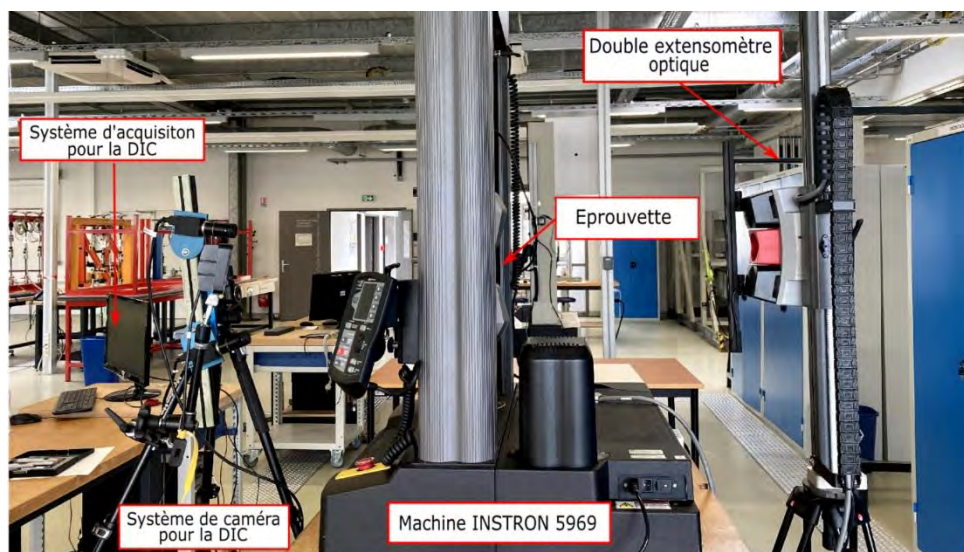 Double extensomètre
optique
Système d'acquisiton
pour la DIC
Eprouvette
Système de caméra
pour la DIC
Machine INSTRON 5969